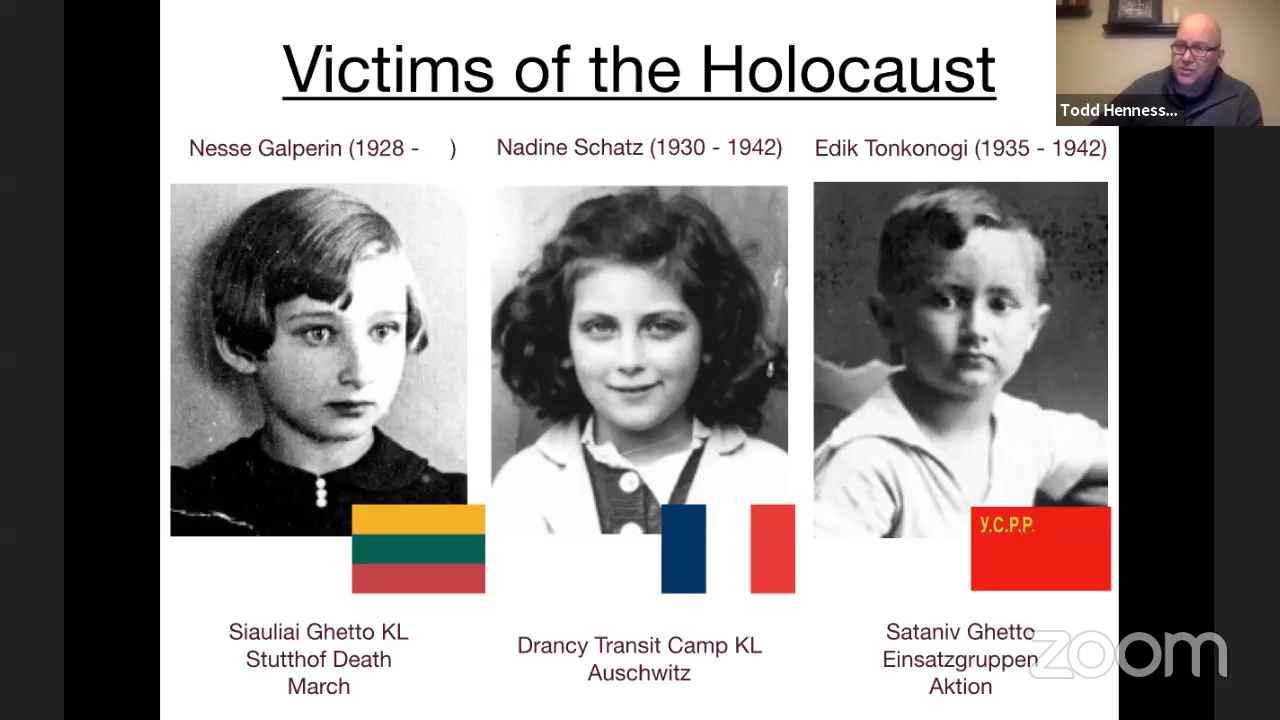 Victims of the Holocaust
Todd Henness...
Nesse Galperin (1928 - )
Nadine Schatz (1930 - 1942)
Edik Tonkonogi (1935 - 1942)
У.С.Р.Р.
Siauliai Ghetto KL
Stutthof Death
March
Drancy Transit Camp KL
Auschwitz
Sataniv Ghetto
Einsatzgruppen
Aktion
zoom